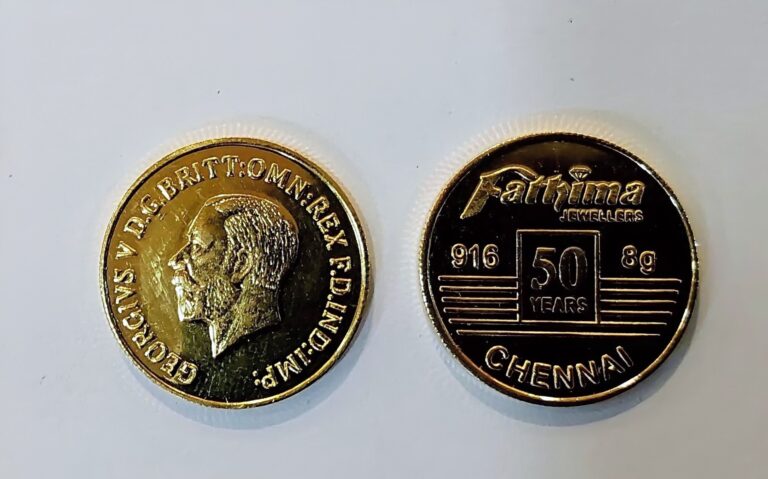 GEORGIVS V D.G.BRITT:OMN:REX F.D.IND:IMP:
Fathima
JEWELLERS
916 8g
50
YEARS
CHENNAI